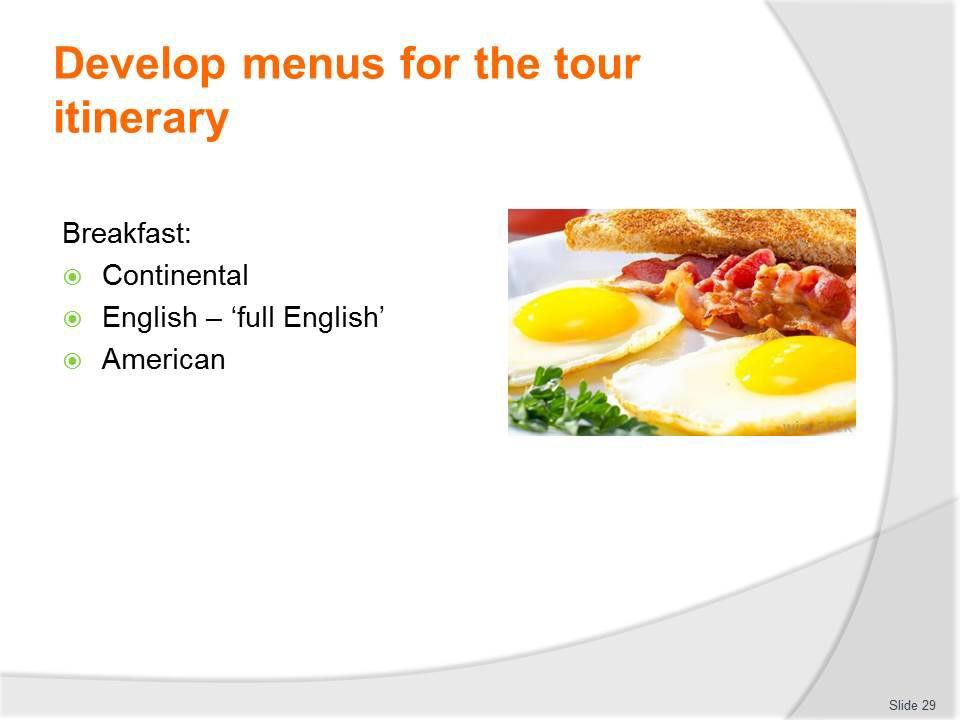 Develop menus for the tour
itinerary
Breakfast:
Continental
English – ‘full English’
American
Slide 29